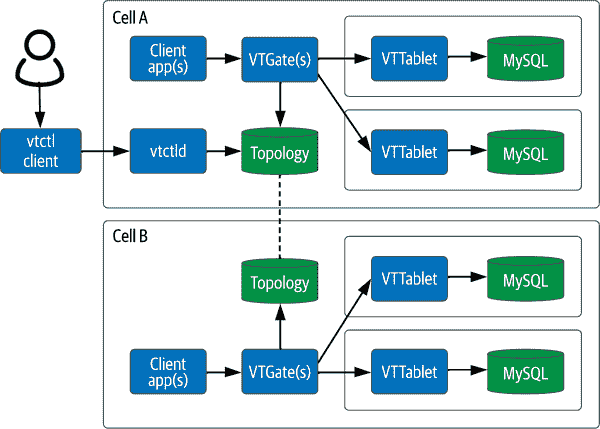 Cell A
Client
app(s)
VTGate(s)
VTTablet
MySQL
vtctl
client
vtctld
Topology
VTTablet
MySQL
Cell B
Topology
VTTablet
MySQL
Client
app(s)
VTGate(s)
VTTablet
MySQL